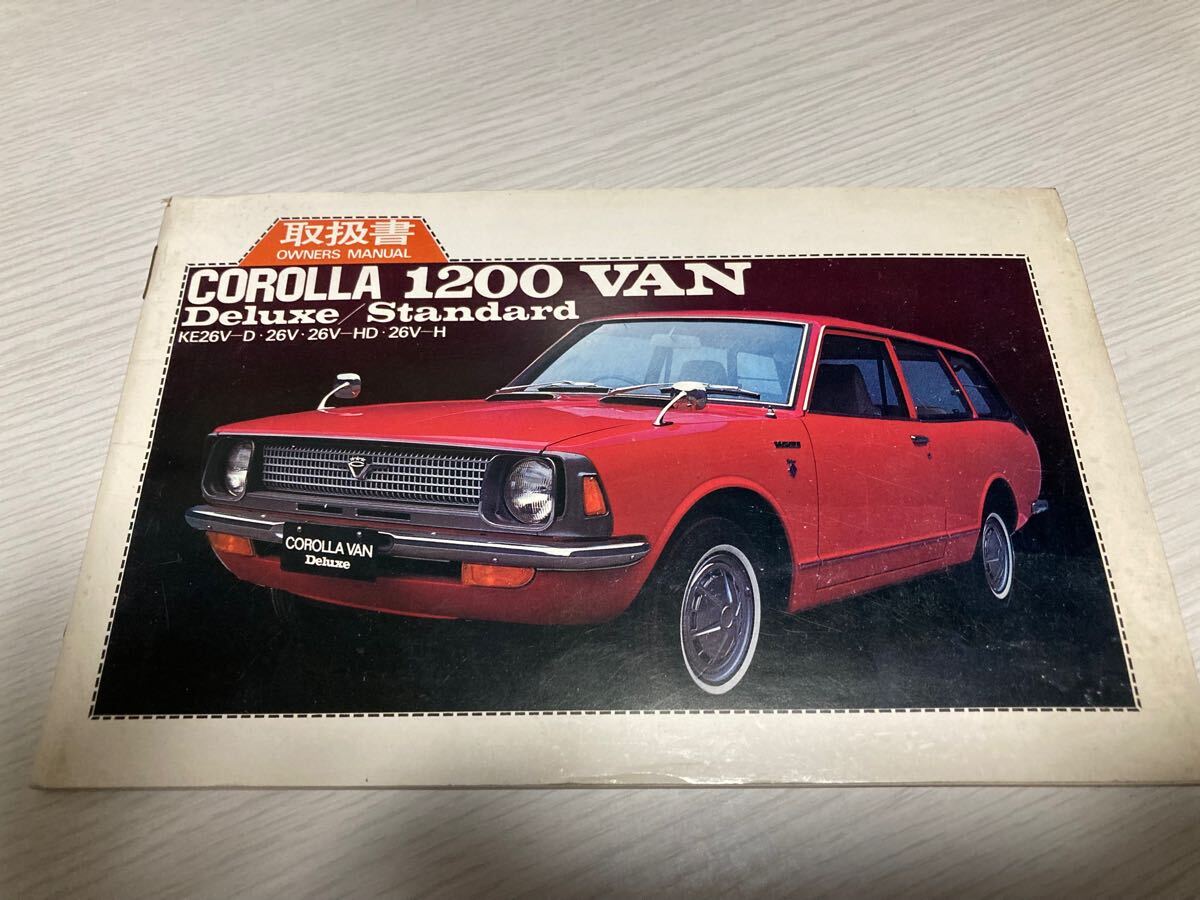 取扱書
OWNERS MANUAL
COROLLA 1200 VAN
Deluxe/Standard
KE26V-D・26V・26V-HD・26V-H
COROLLA VAN
Deluxe